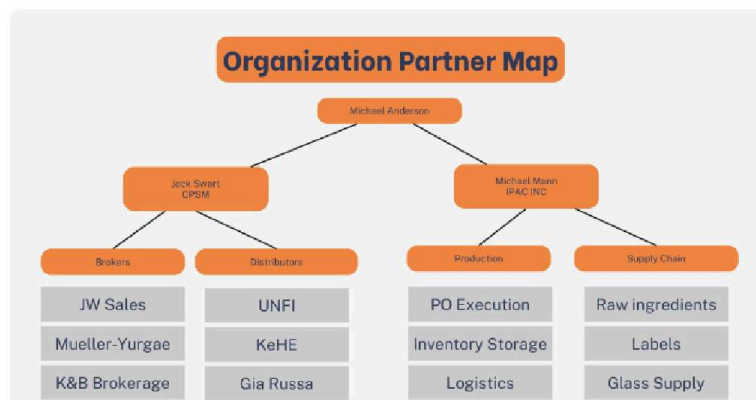 Organization Partner Map
Michael Anderson
Jack Swert
CPSM
Michael Mann
IPAC INC
Brokers
Distributors
Production
Supply Chain
JW Sales
UNFI
PO Execution
Raw ingredients
Mueller-Yurgae
KeHE
Inventory Storage
Labels
K&B Brokerage
Gia Russa
Logistics
Glass Supply